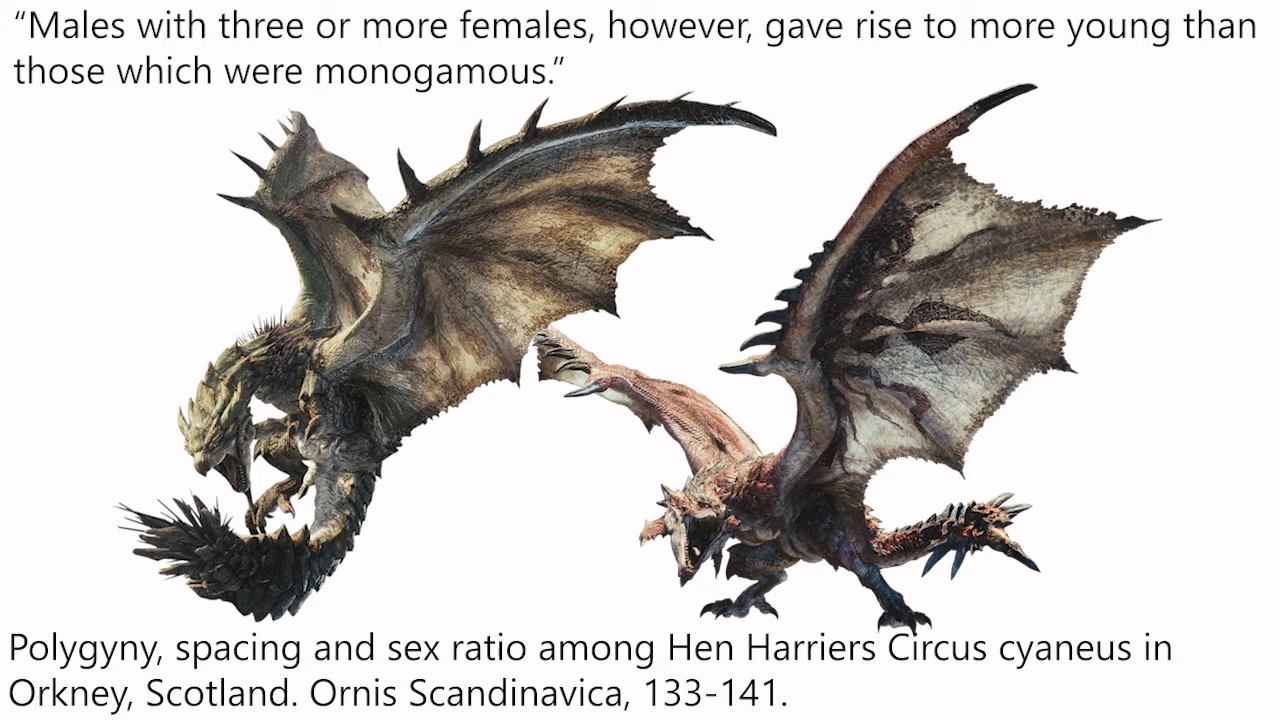 “Males with three or more females, however, gave rise to more young than
those which were monogamous.”
Polygyny, spacing and sex ratio among Hen Harriers Circus cyaneus in
Orkney, Scotland. Ornis Scandinavica, 133-141.